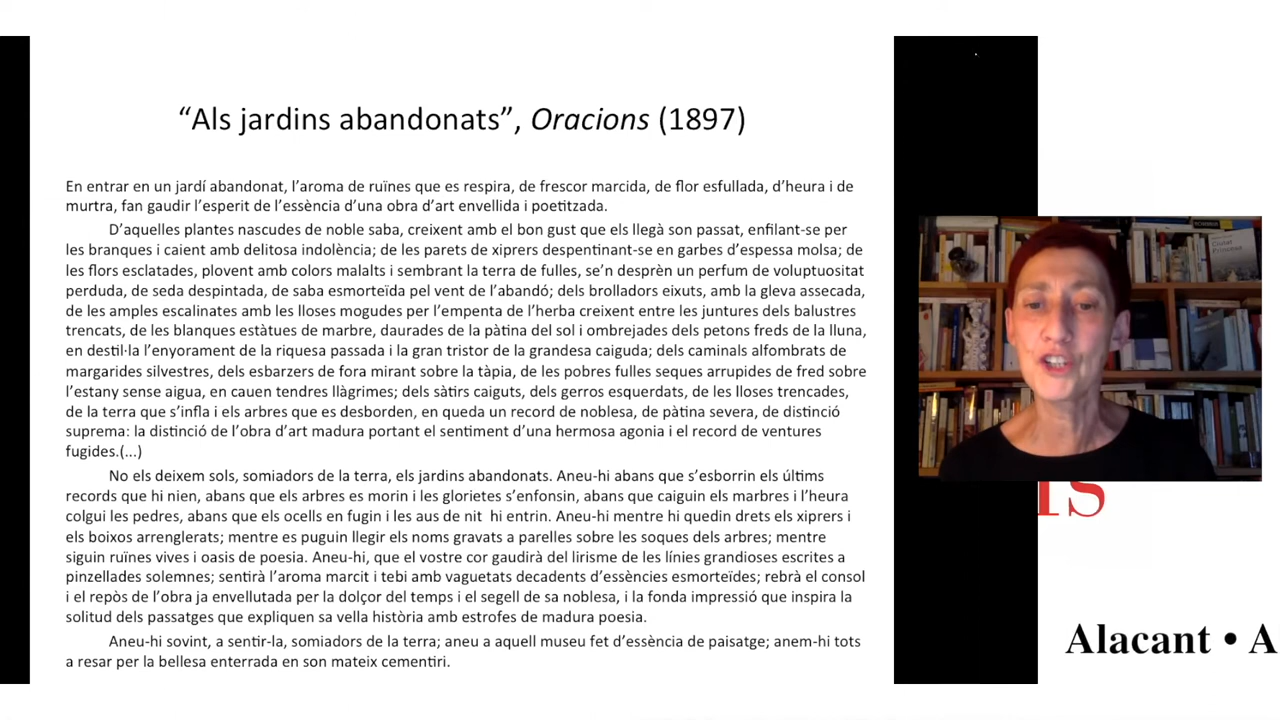 “Als jardins abandonats”, Oracions (1897)
En entrar en un jardí abandonat, l’aroma de ruïnes que es respira, de frescor marcida, de flor esfullada, d’heura i de
murtra, fan gaudir l’esperit de l’essència d’una obra d’art envellida i poetitzada.
D’aquelles plantes nascudes de noble saba, creixent amb el bon gust que els llegà son passat, enfilant-se per
les branques i caient amb delitosa indolència; de les parets de xiprers despentinant-se en garbes d’espessa molsa; de
les flors esclatades, plovent amb colors malalts i sembrant la terra de fulles, se’n desprèn un perfum de voluptuositat
perduda, de seda despintada, de saba esmorteïda pel vent de l’abandó; dels brolladors eixuts, amb la gleva assecada,
de les amples escalinates amb les lloses mogudes per l’empenta de l’herba creixent entre les juntures dels balustres
trencats, de les blanques estàtues de marbre, daurades de la pàtina del sol i ombrejades dels petons freds de la lluna,
en destil·la l’enyorament de la riquesa passada i la gran tristor de la grandesa caiguda; dels caminals alfombrats de
margarides silvestres, dels esbarzers de fora mirant sobre la tàpia, de les pobres fulles seques arrupides de fred sobre
l’estany sense aigua, en cauen tendres llàgrimes; dels sàtirs caiguts, dels gerros esquerdats, de les lloses trencades,
de la terra que s’infla i els arbres que es desborden, en queda un record de noblesa, de pàtina severa, de distinció
suprema: la distinció de l’obra d’art madura portant el sentiment d’una hermosa agonia i el record de ventures
fugides.(...)
No els deixem sols, somiadors de la terra, els jardins abandonats. Aneu-hi abans que s’esborrin els últims
records que hi nien, abans que els arbres es morin i les glorietes s’enfonsin, abans que caiguin els marbres i l’heura
colgui les pedres, abans que els ocells en fugin i les aus de nit hi entrin. Aneu-hi mentre hi quedin drets els xiprers i
els boixos arrenglerats; mentre es puguin llegir els noms gravats a parelles sobre les soques dels arbres; mentre
siguin ruïnes vives i oasis de poesia. Aneu-hi, que el vostre cor gaudirà del lirisme de les línies grandioses escrites a
pinzellades solemnes; sentirà l’aroma marcit i tebi amb vaguetats decadents d’essències esmorteïdes; rebrà el consol
i el repòs de l’obra ja envellutada per la dolçor del temps i el segell de sa noblesa, i la fonda impressió que inspira la
solitud dels passatges que expliquen sa vella història amb estrofes de madura poesia.
Aneu-hi sovint, a sentir-la, somiadors de la terra; aneu a aquell museu fet d’essència de paisatge; anem-hi tots
a resar per la bellesa enterrada en son mateix cementiri.
Alacant • A